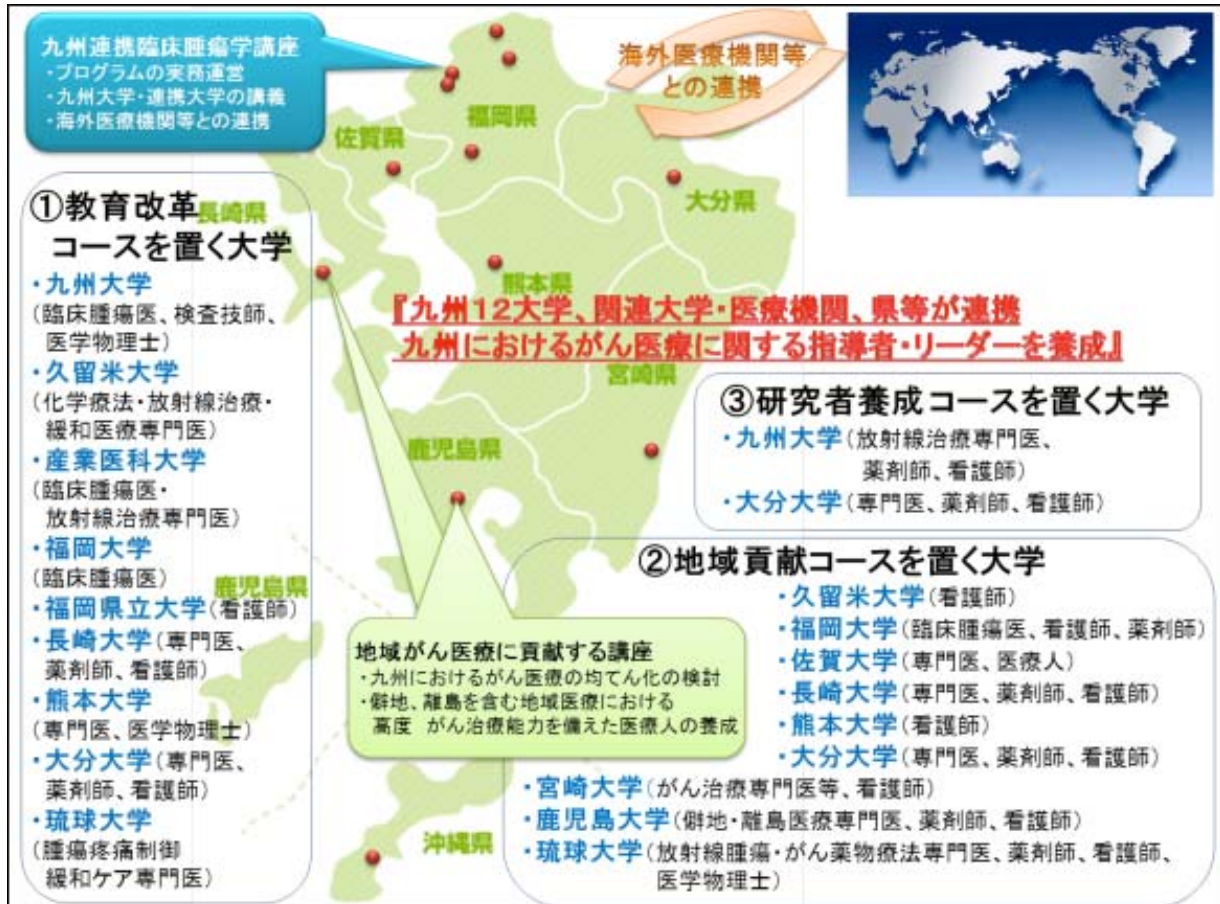 九州連携臨床腫瘍学講座
・プログラムの実務運営
・九州大学・連携大学の講義
・海外医療機関等との連携
海外医療機関等
との連携
福岡県
佐賀県
大分県
長崎県
熊本県
宮崎県
鹿児島県
鹿児島県
沖縄県
①教育改革
コースを置く大学
・九州大学
(臨床腫瘍医、検査技師、
医学物理士)
・久留米大学
(化学療法・放射線治療・
緩和医療専門医)
・産業医科大学
(臨床腫瘍医・
放射線治療専門医)
・福岡大学
(臨床腫瘍医)
・福岡県立大学(看護師)
・長崎大学(専門医、
薬剤師、看護師)
・熊本大学
(専門医、医学物理士)
・大分大学(専門医、
薬剤師、看護師)
・琉球大学
(腫瘍疼痛制御
緩和ケア専門医)
『九州12大学、関連大学・医療機関、県等が連携
九州におけるがん医療に関する指導者・リーダーを養成』
③研究者養成コースを置く大学
・九州大学(放射線治療専門医、
薬剤師、看護師)
・大分大学(専門医、薬剤師、看護師)
②地域貢献コースを置く大学
・久留米大学(看護師)
・福岡大学(臨床腫瘍医、看護師、薬剤師)
・佐賀大学(専門医、医療人)
・長崎大学(専門医、薬剤師、看護師)
・熊本大学(看護師)
・大分大学(専門医、薬剤師、看護師)
・宮崎大学(がん治療専門医等、看護師)
・鹿児島大学(僻地・離島医療専門医、薬剤師、看護師)
・琉球大学(放射線腫瘍・がん薬物療法専門医、薬剤師、看護師、
医学物理士)
地域がん医療に貢献する講座
・九州におけるがん医療の均てん化の検討
・僻地、離島を含む地域医療における
高度 がん治療能力を備えた医療人の養成